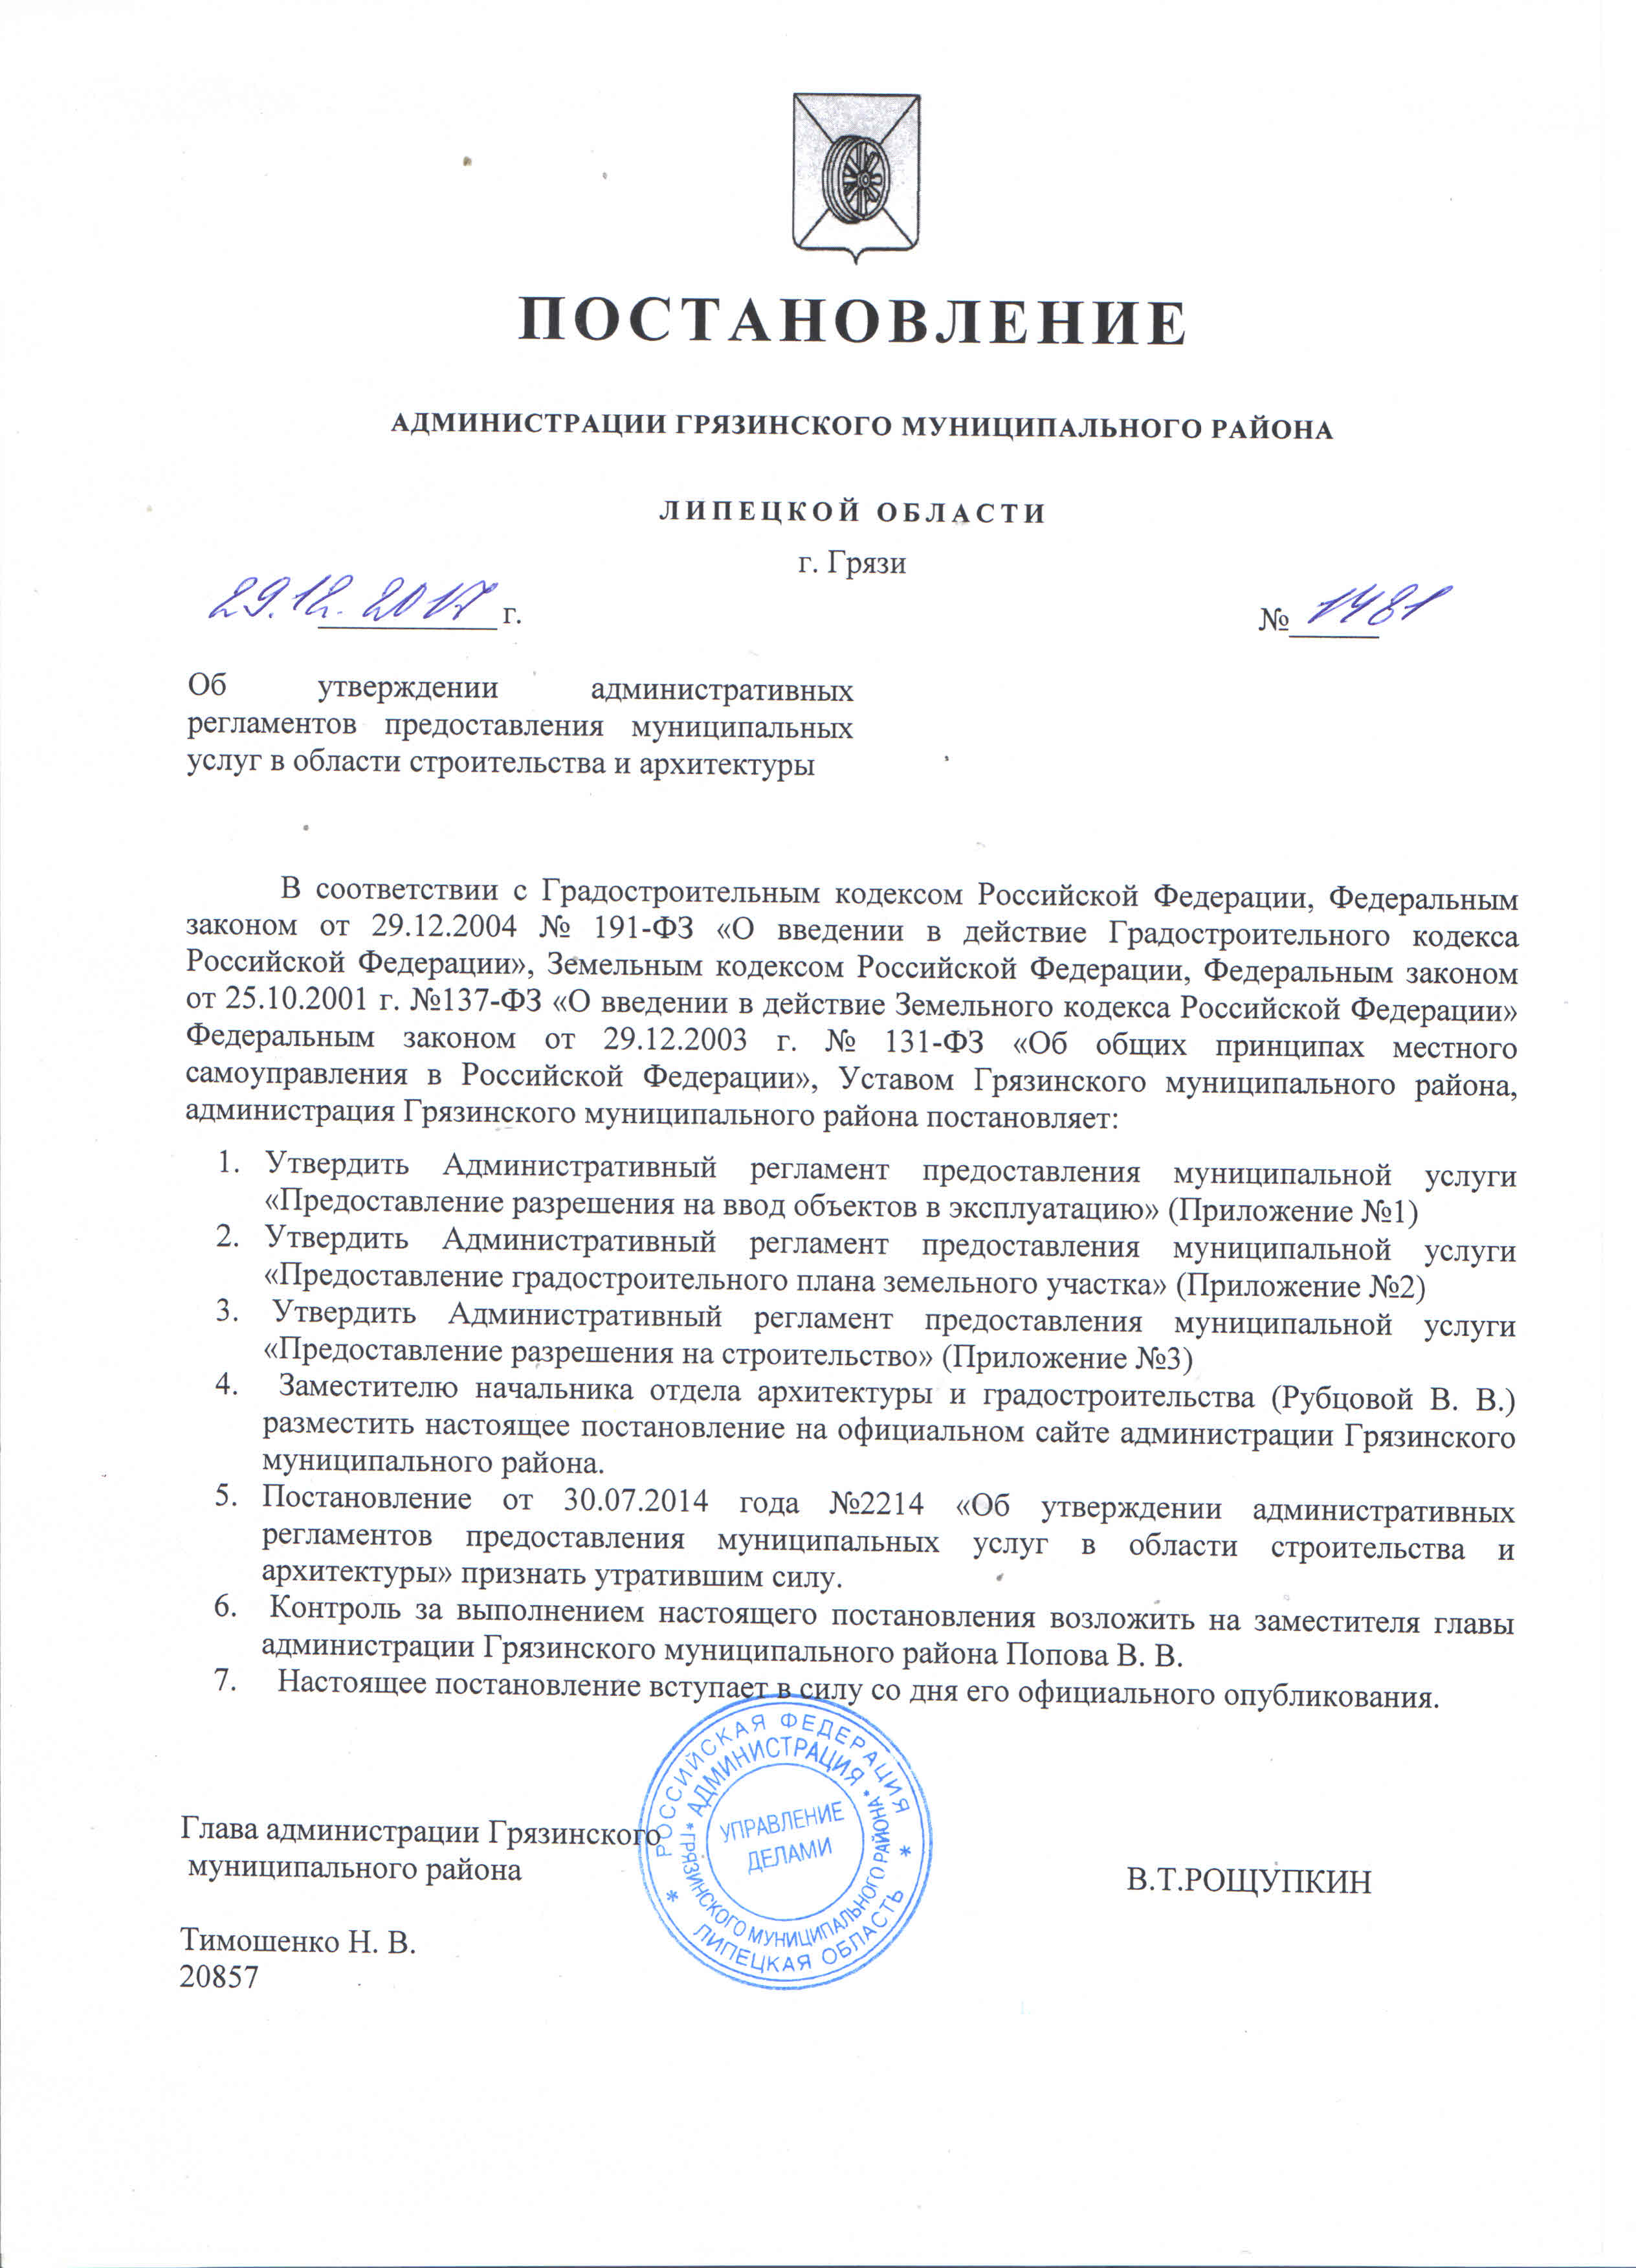 ПОСТАНОВЛЕНИЕ
АДМИНИСТРАЦИИ ГРЯЗИНСКОГО МУНИЦИПАЛЬНОГО РАЙОНА
ЛИПЕЦКОЙ ОБЛАСТИ
г. Грязи
29.12.2017 г. № 1481
Об утверждении административных
регламентов предоставления муниципальных
услуг в области строительства и архитектуры
В соответствии с Градостроительным кодексом Российской Федерации, Федеральным
законом от 29.12.2004 № 191-ФЗ «О введении в действие Градостроительного кодекса
Российской Федерации», Земельным кодексом Российской Федерации, Федеральным законом
от 25.10.2001 г. №137-ФЗ «О введении в действие Земельного кодекса Российской Федерации»
Федеральным законом от 29.12.2003 г. № 131-ФЗ «Об общих принципах местного
самоуправления в Российской Федерации», Уставом Грязинского муниципального района,
администрация Грязинского муниципального района постановляет:
1. Утвердить Административный регламент предоставления муниципальной услуги
«Предоставление разрешения на ввод объектов в эксплуатацию» (Приложение №1)
2. Утвердить Административный регламент предоставления муниципальной услуги
«Предоставление градостроительного плана земельного участка» (Приложение №2)
3. Утвердить Административный регламент предоставления муниципальной услуги
«Предоставление разрешения на строительство» (Приложение №3)
4. Заместителю начальника отдела архитектуры и градостроительства (Рубцовой В. В.)
разместить настоящее постановление на официальном сайте администрации Грязинского
муниципального района.
5. Постановление от 30.07.2014 года №2214 «Об утверждении административных
регламентов предоставления муниципальных услуг в области строительства и
архитектуры» признать утратившим силу.
6. Контроль за выполнением настоящего постановления возложить на заместителя главы
администрации Грязинского муниципального района Попова В. В.
7. Настоящее постановление вступает в силу со дня его официального опубликования.
РОССИЙСКАЯ ФЕДЕРАЦИЯ
* ЛИПЕЦКАЯ ОБЛАСТЬ *
* АДМИНИСТРАЦИЯ *
ГРЯЗИНСКОГО МУНИЦИПАЛЬНОГО РАЙОНА
УПРАВЛЕНИЕ
ДЕЛАМИ
Глава администрации Грязинского
муниципального района В.Т.РОЩУПКИН
Тимошенко Н. В.
20857